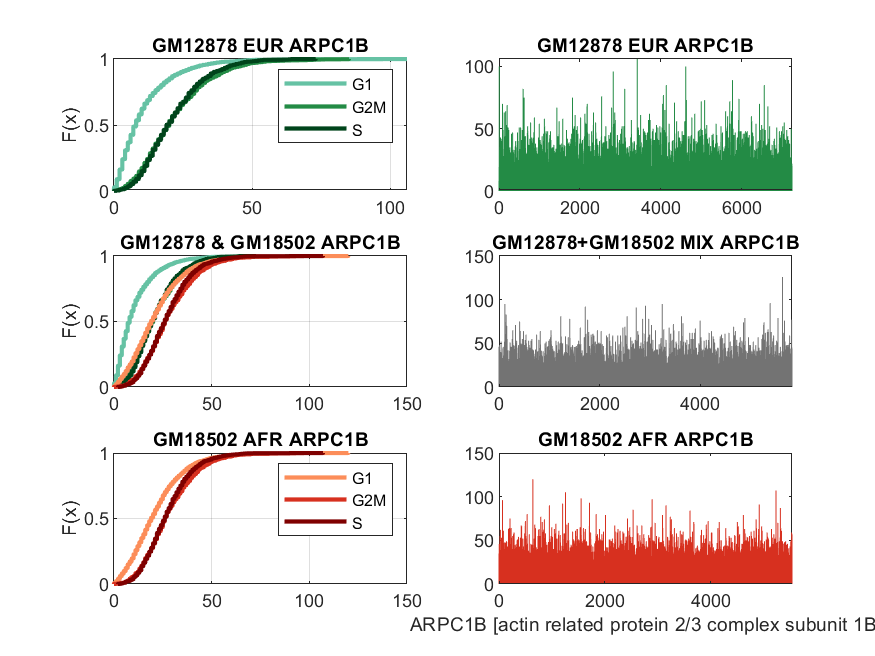 GM12878 EUR ARPC1B
1
0.5
0
F(x)
0 50 100
G1
G2M
S
GM12878 EUR ARPC1B
100
50
0
0 2000 4000 6000
GM12878 & GM18502 ARPC1B
1
0.5
0
F(x)
0 50 100 150
GM12878+GM18502 MIX ARPC1B
150
100
50
0
0 2000 4000
GM18502 AFR ARPC1B
1
0.5
0
F(x)
0 50 100 150
G1
G2M
S
GM18502 AFR ARPC1B
150
100
50
0
0 2000 4000
ARPC1B [actin related protein 2/3 complex subunit 1B